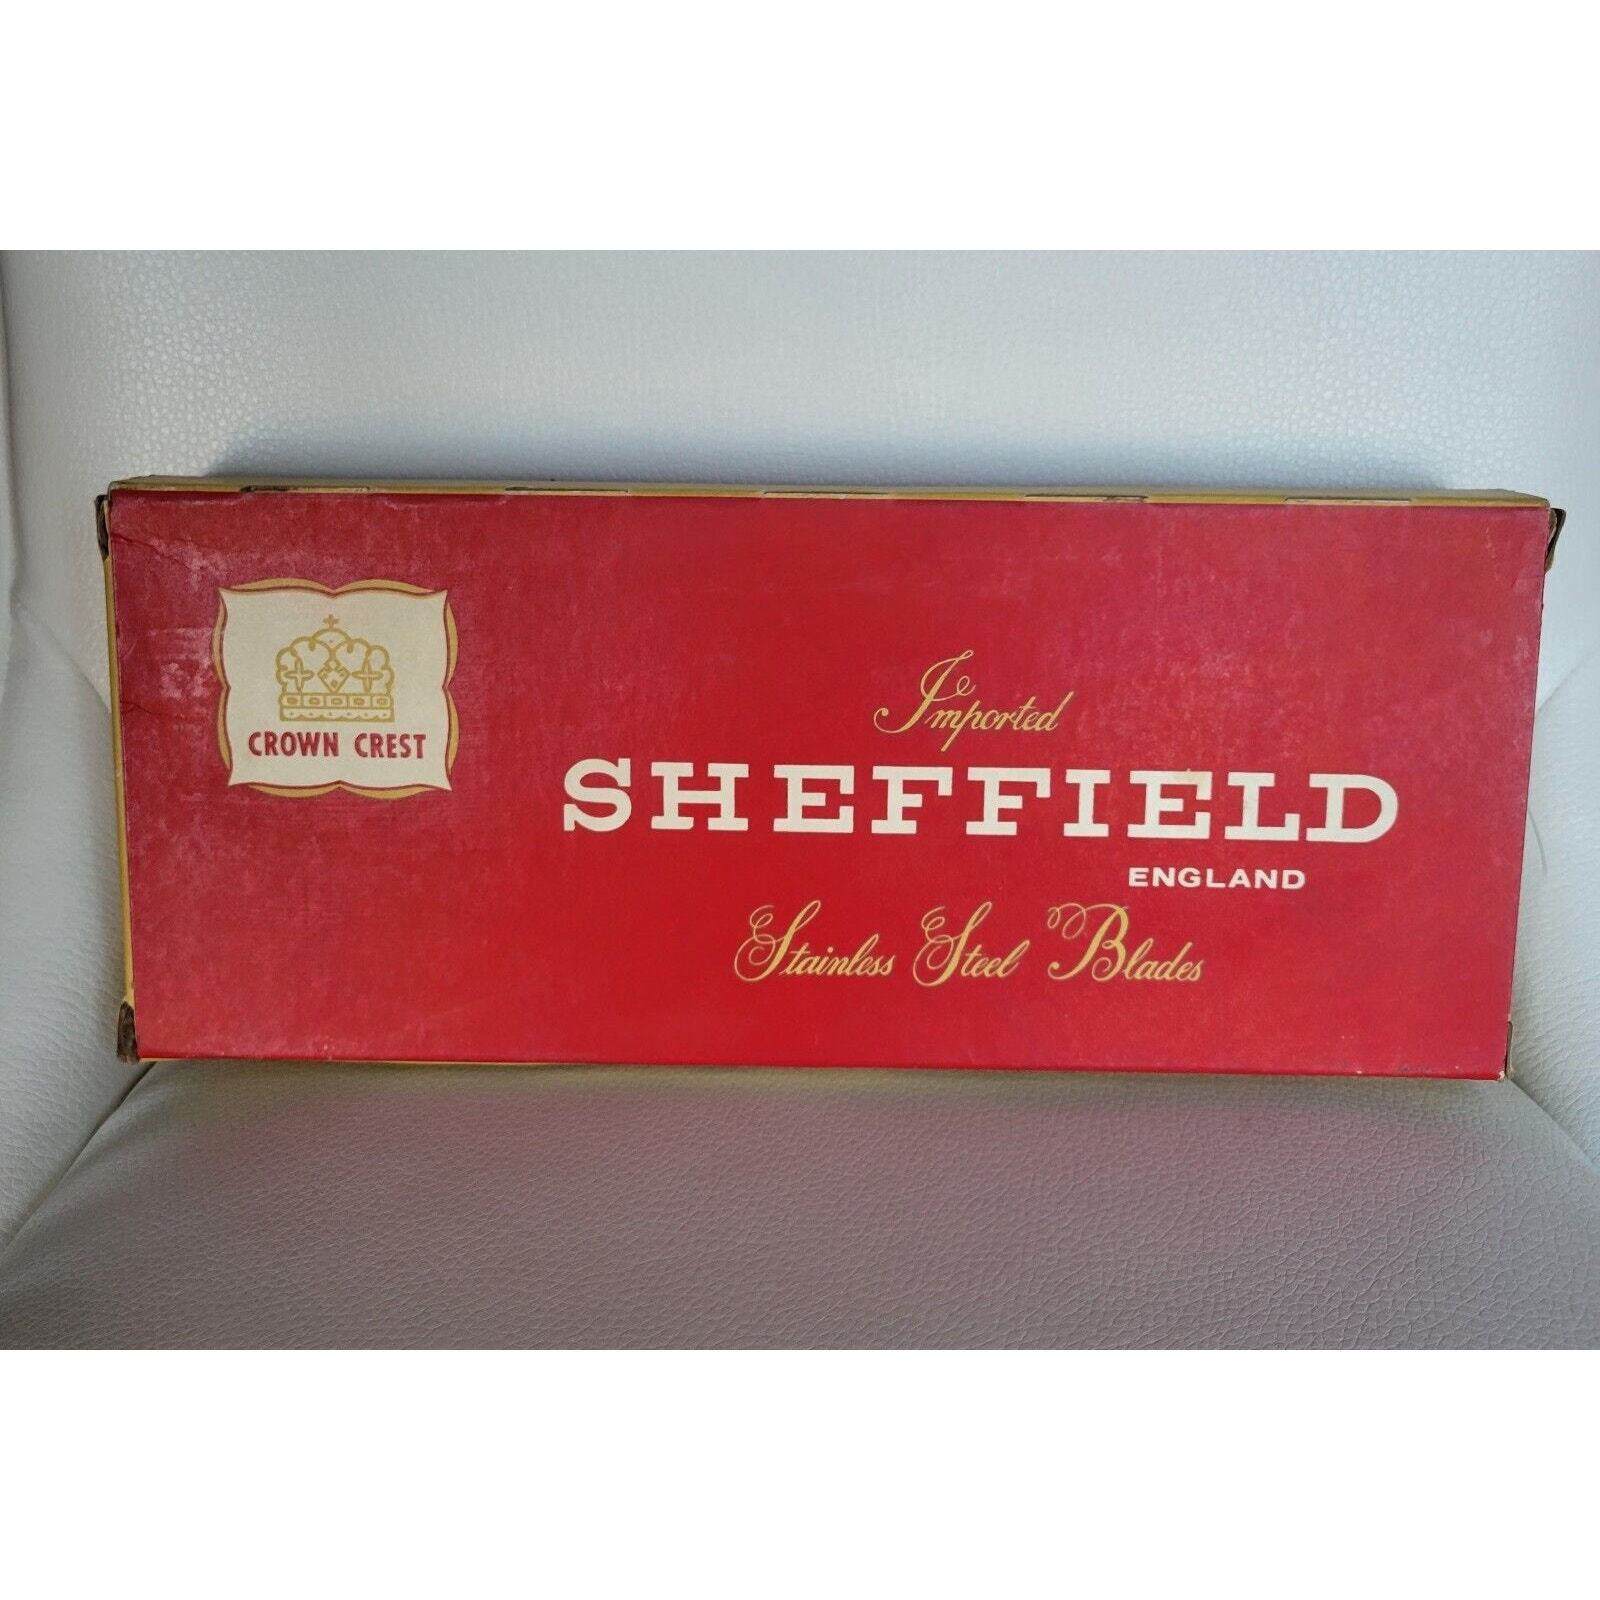 CROWN CREST
Imported
SHEFFIELD
ENGLAND
Stainless Steel Blades